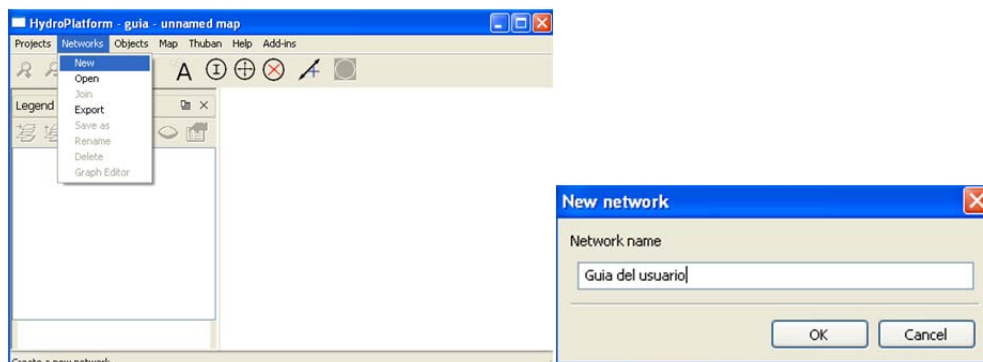 HydroPlatform - guia - unnamed map
Projects Networks Objects Map Thuban Help Add-ins
New
Open
Join
Export
Save as
Rename
Delete
Graph Editor
A I
Legend
Create a new network
New network
Network name
Guia del usuario
OK Cancel